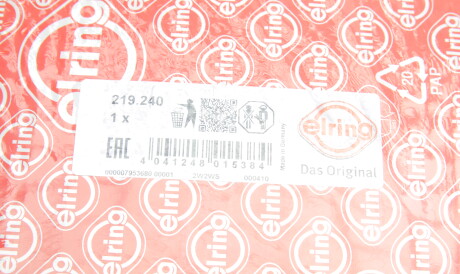 elring
219.240
1 x
EAC
4 041248 015384
Made in Germany
elring
Das Original
20
PAP